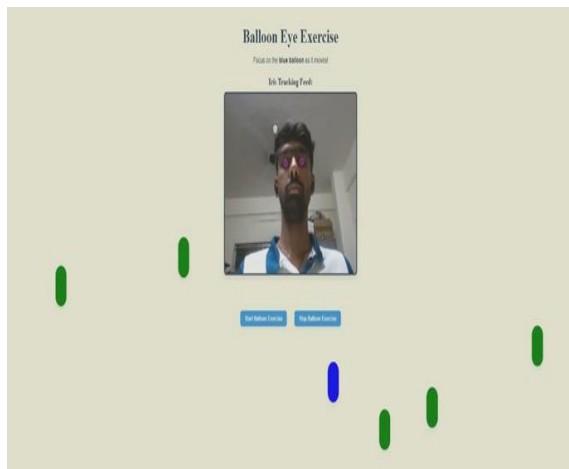 Balloon Eye Exercise
Focus on the blue balloon as it moves!
Iris Tracking Feed:
Start Balloon Exercise
Stop Balloon Exercise